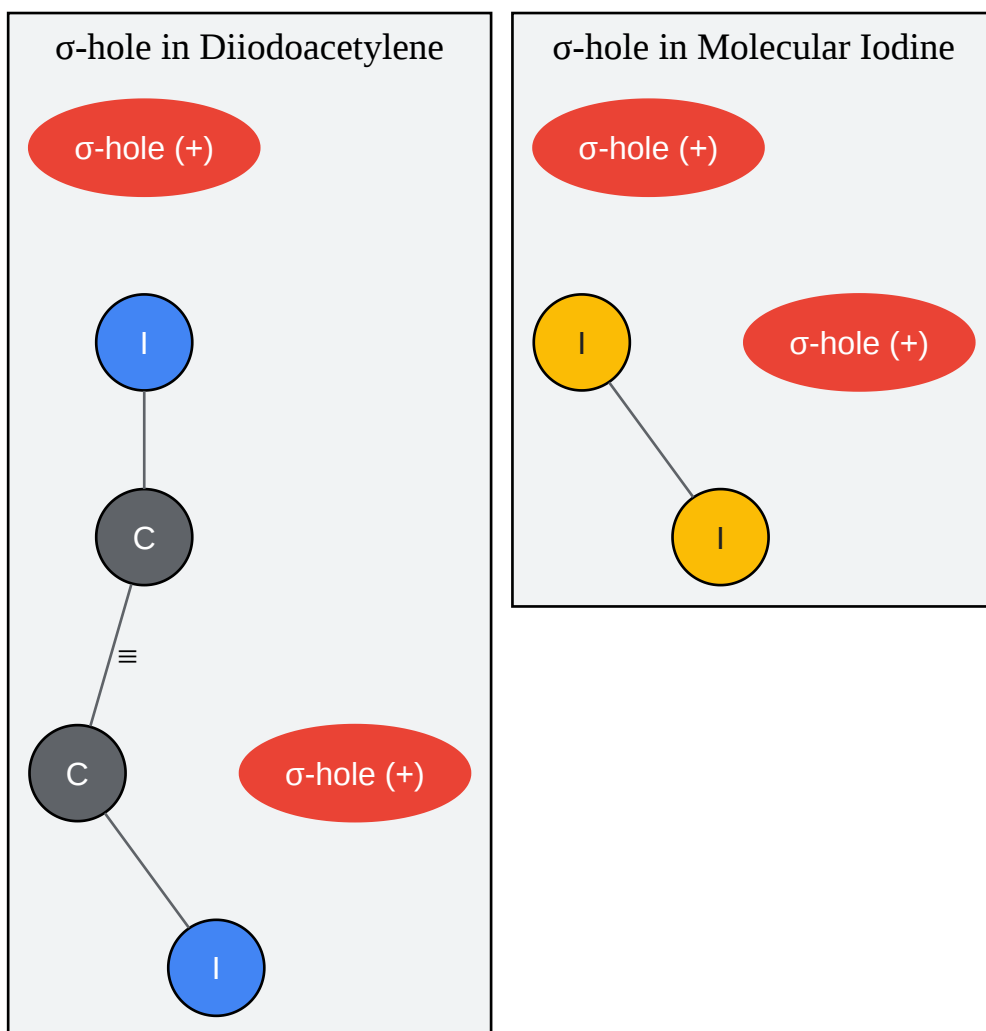 σ-hole in Diiodoacetylene
σ-hole (+)
I
C
≡
C
σ-hole (+)
I
σ-hole in Molecular Iodine
σ-hole (+)
I
σ-hole (+)
I